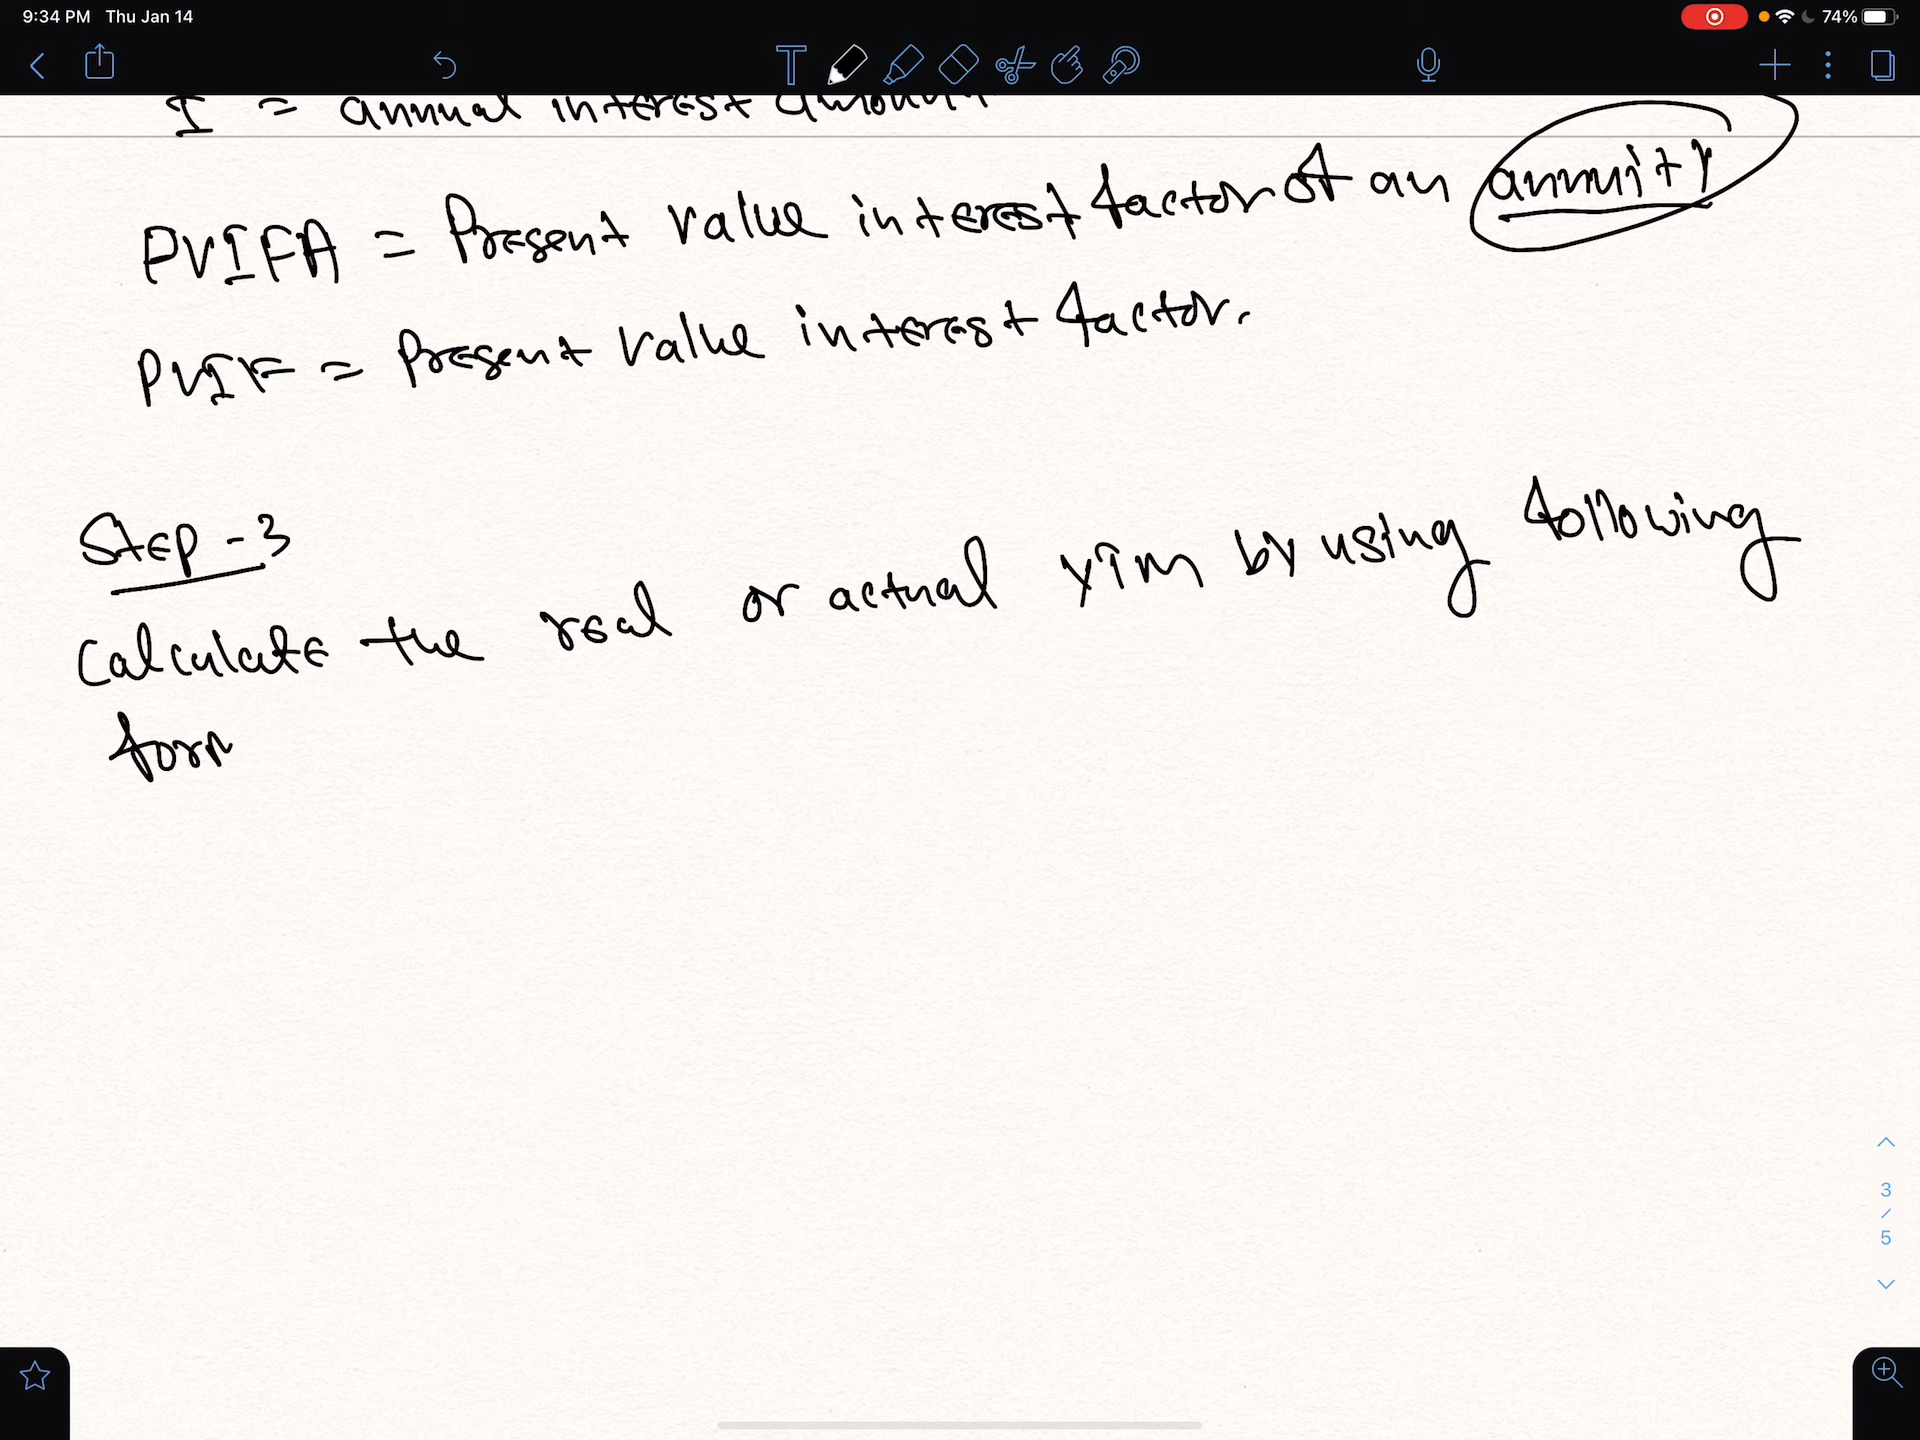 9:34 PM Thu Jan 14
74%
I = annual interest amount
PVIFA = Present value interest factor of an annuity
PVIF = Present value interest factor.
Step - 3
Calculate the real or actual YTM by using following
form
3
/
5